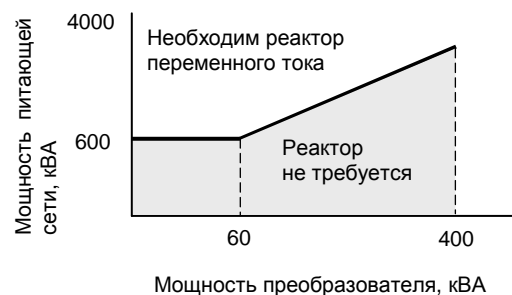 4000
Необходим реактор
переменного тока
600
Реактор
не требуется
Мощность питающей
сети, кВА
60
400
Мощность преобразователя, кВА